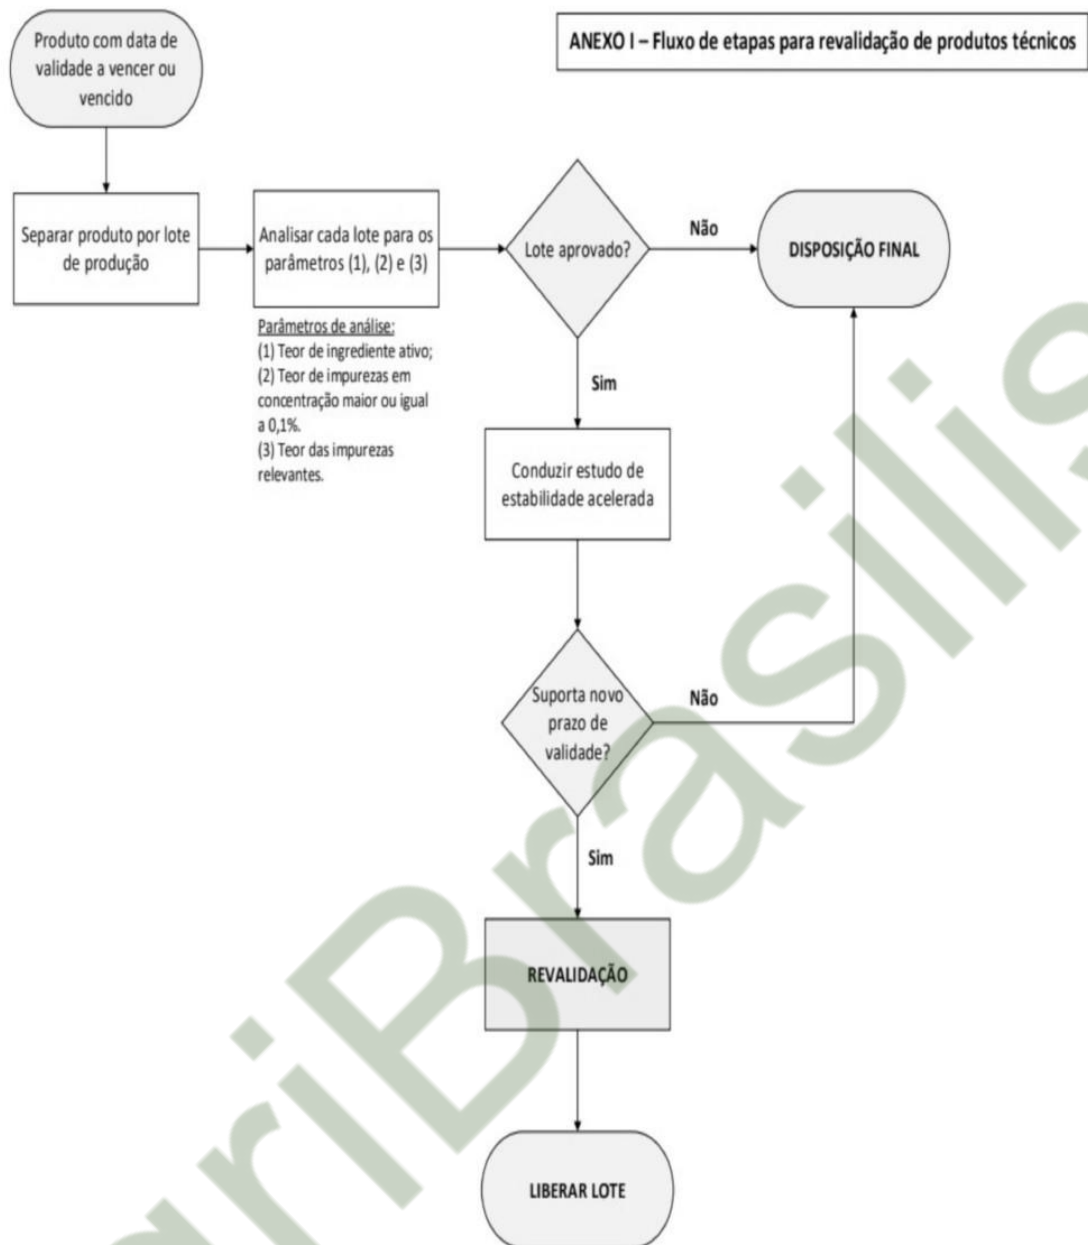 Produto com data de
validade a vencer ou
vencido
ANEXO I – Fluxo de etapas para revalidação de produtos técnicos
Separar produto por lote
de produção
Analisar cada lote para os
parâmetros (1), (2) e (3)
Parâmetros de análise:
(1) Teor de ingrediente ativo;
(2) Teor de impurezas em
concentração maior ou igual
a 0,1%.
(3) Teor das impurezas
relevantes.
Lote aprovado?
Não
DISPOSIÇÃO FINAL
Sim
Conduzir estudo de
estabilidade acelerada
Suporta novo
prazo de
validade?
Não
Sim
REVALIDAÇÃO
LIBERAR LOTE
riBrasilis